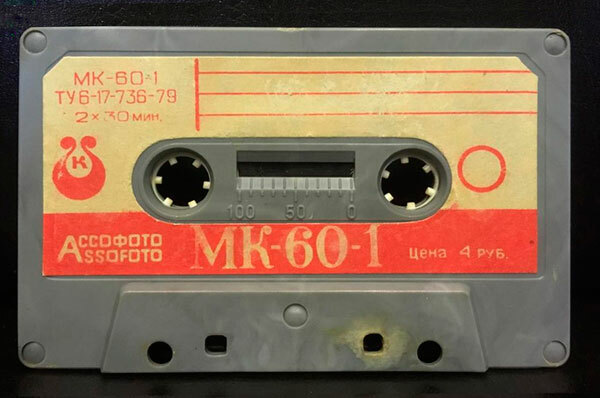 МК-60-1
ТУ6-17-736-79
2×30 мин.
К
100 50 0
Ассофото
Assofoto
МК-60-1
Цена 4 руб.